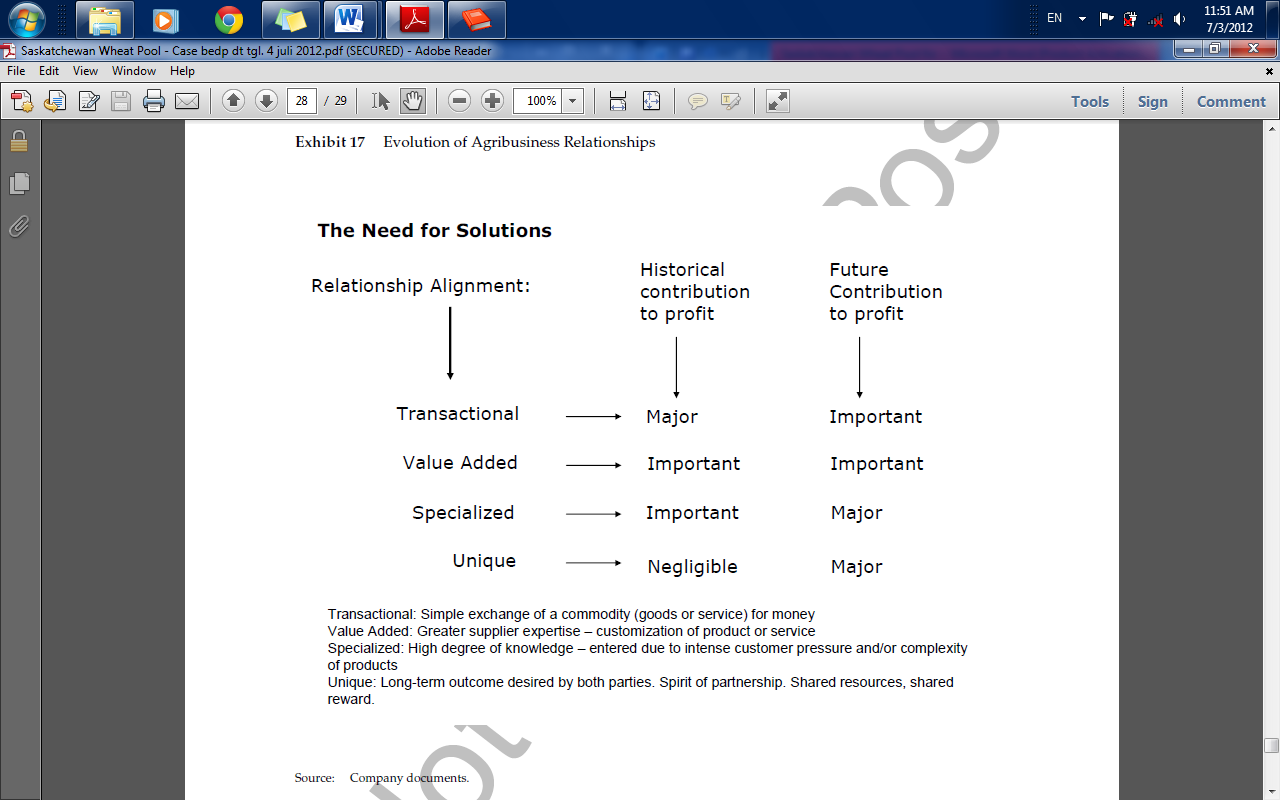 11:51 AM
EN
7/3/2012
Saskatchewan Wheat Pool - Case bedp dt tgl. 4 juli 2012.pdf (SECURED) - Adobe Reader
File Edit View Window Help
28 / 29 100% Tools Sign Comment
Exhibit 17 Evolution of Agribusiness Relationships
The Need for Solutions
Relationship Alignment:
Historical
contribution
to profit
Future
Contribution
to profit
Transactional Major Important
Value Added Important Important
Specialized Important Major
Unique Negligible Major
Transactional: Simple exchange of a commodity (goods or service) for money
Value Added: Greater supplier expertise – customization of product or service
Specialized: High degree of knowledge – entered due to intense customer pressure and/or complexity
of products
Unique: Long-term outcome desired by both parties. Spirit of partnership. Shared resources, shared
reward.
Source: Company documents.